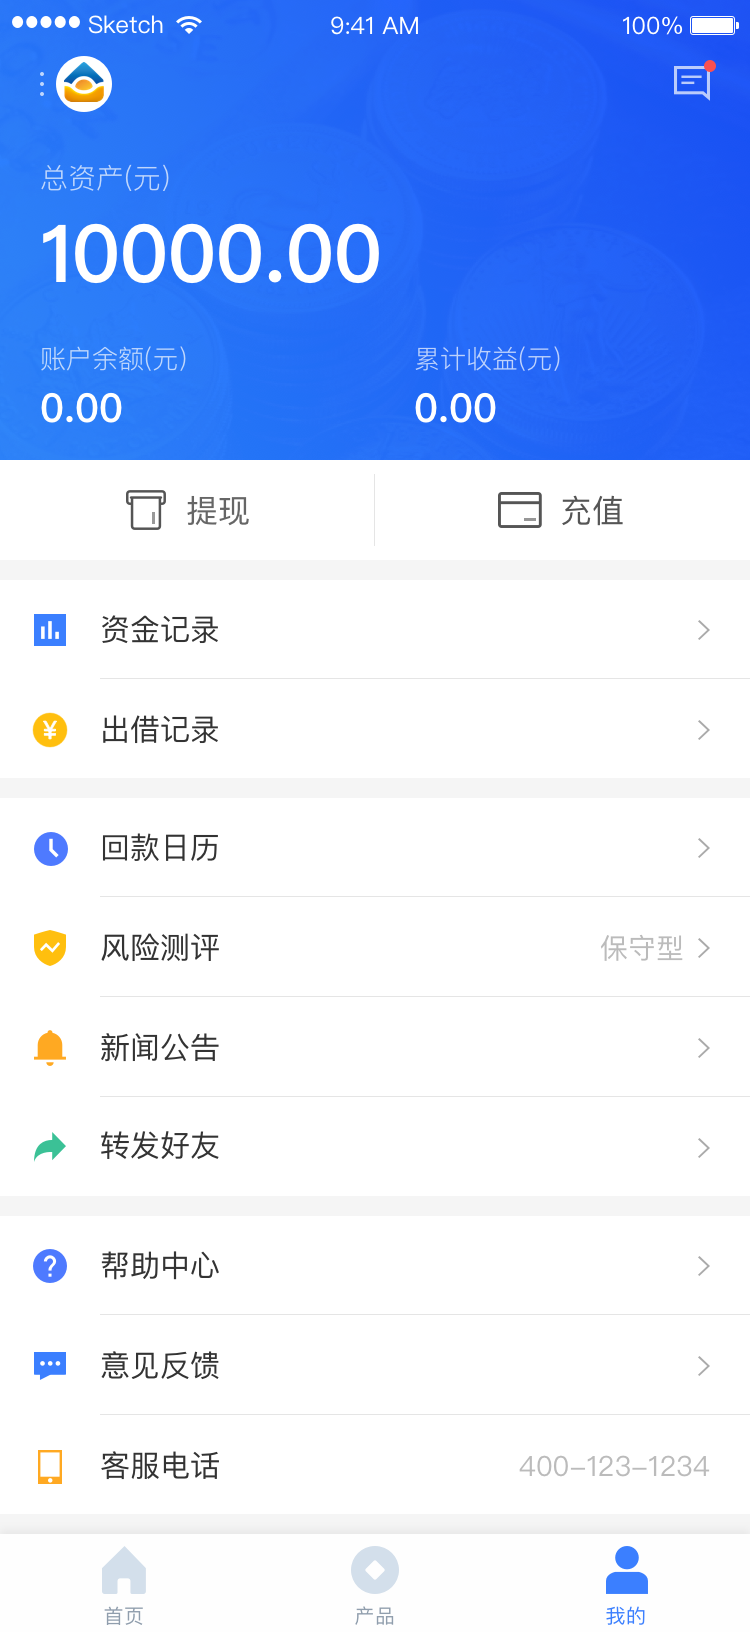 Sketch 9:41 AM 100%
总资产(元)
10000.00
账户余额(元) 累计收益(元)
0.00 0.00
提现 充值
资金记录
¥ 出借记录
回款日历
风险测评 保守型
新闻公告
转发好友
? 帮助中心
意见反馈
客服电话 400-123-1234
首页 产品 我的